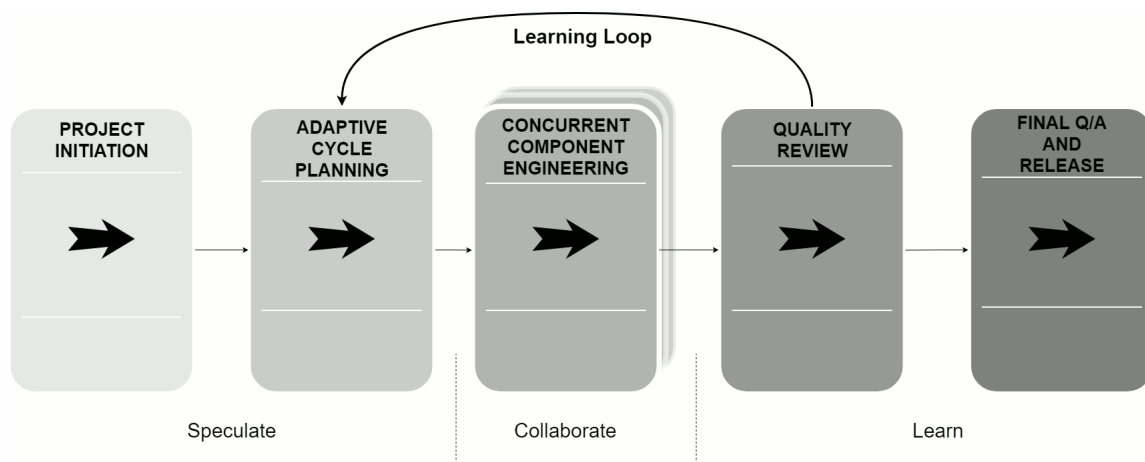 Learning Loop
PROJECT
INITIATION
ADAPTIVE
CYCLE
PLANNING
CONCURRENT
COMPONENT
ENGINEERING
QUALITY
REVIEW
FINAL Q/A
AND
RELEASE
Speculate
Collaborate
Learn